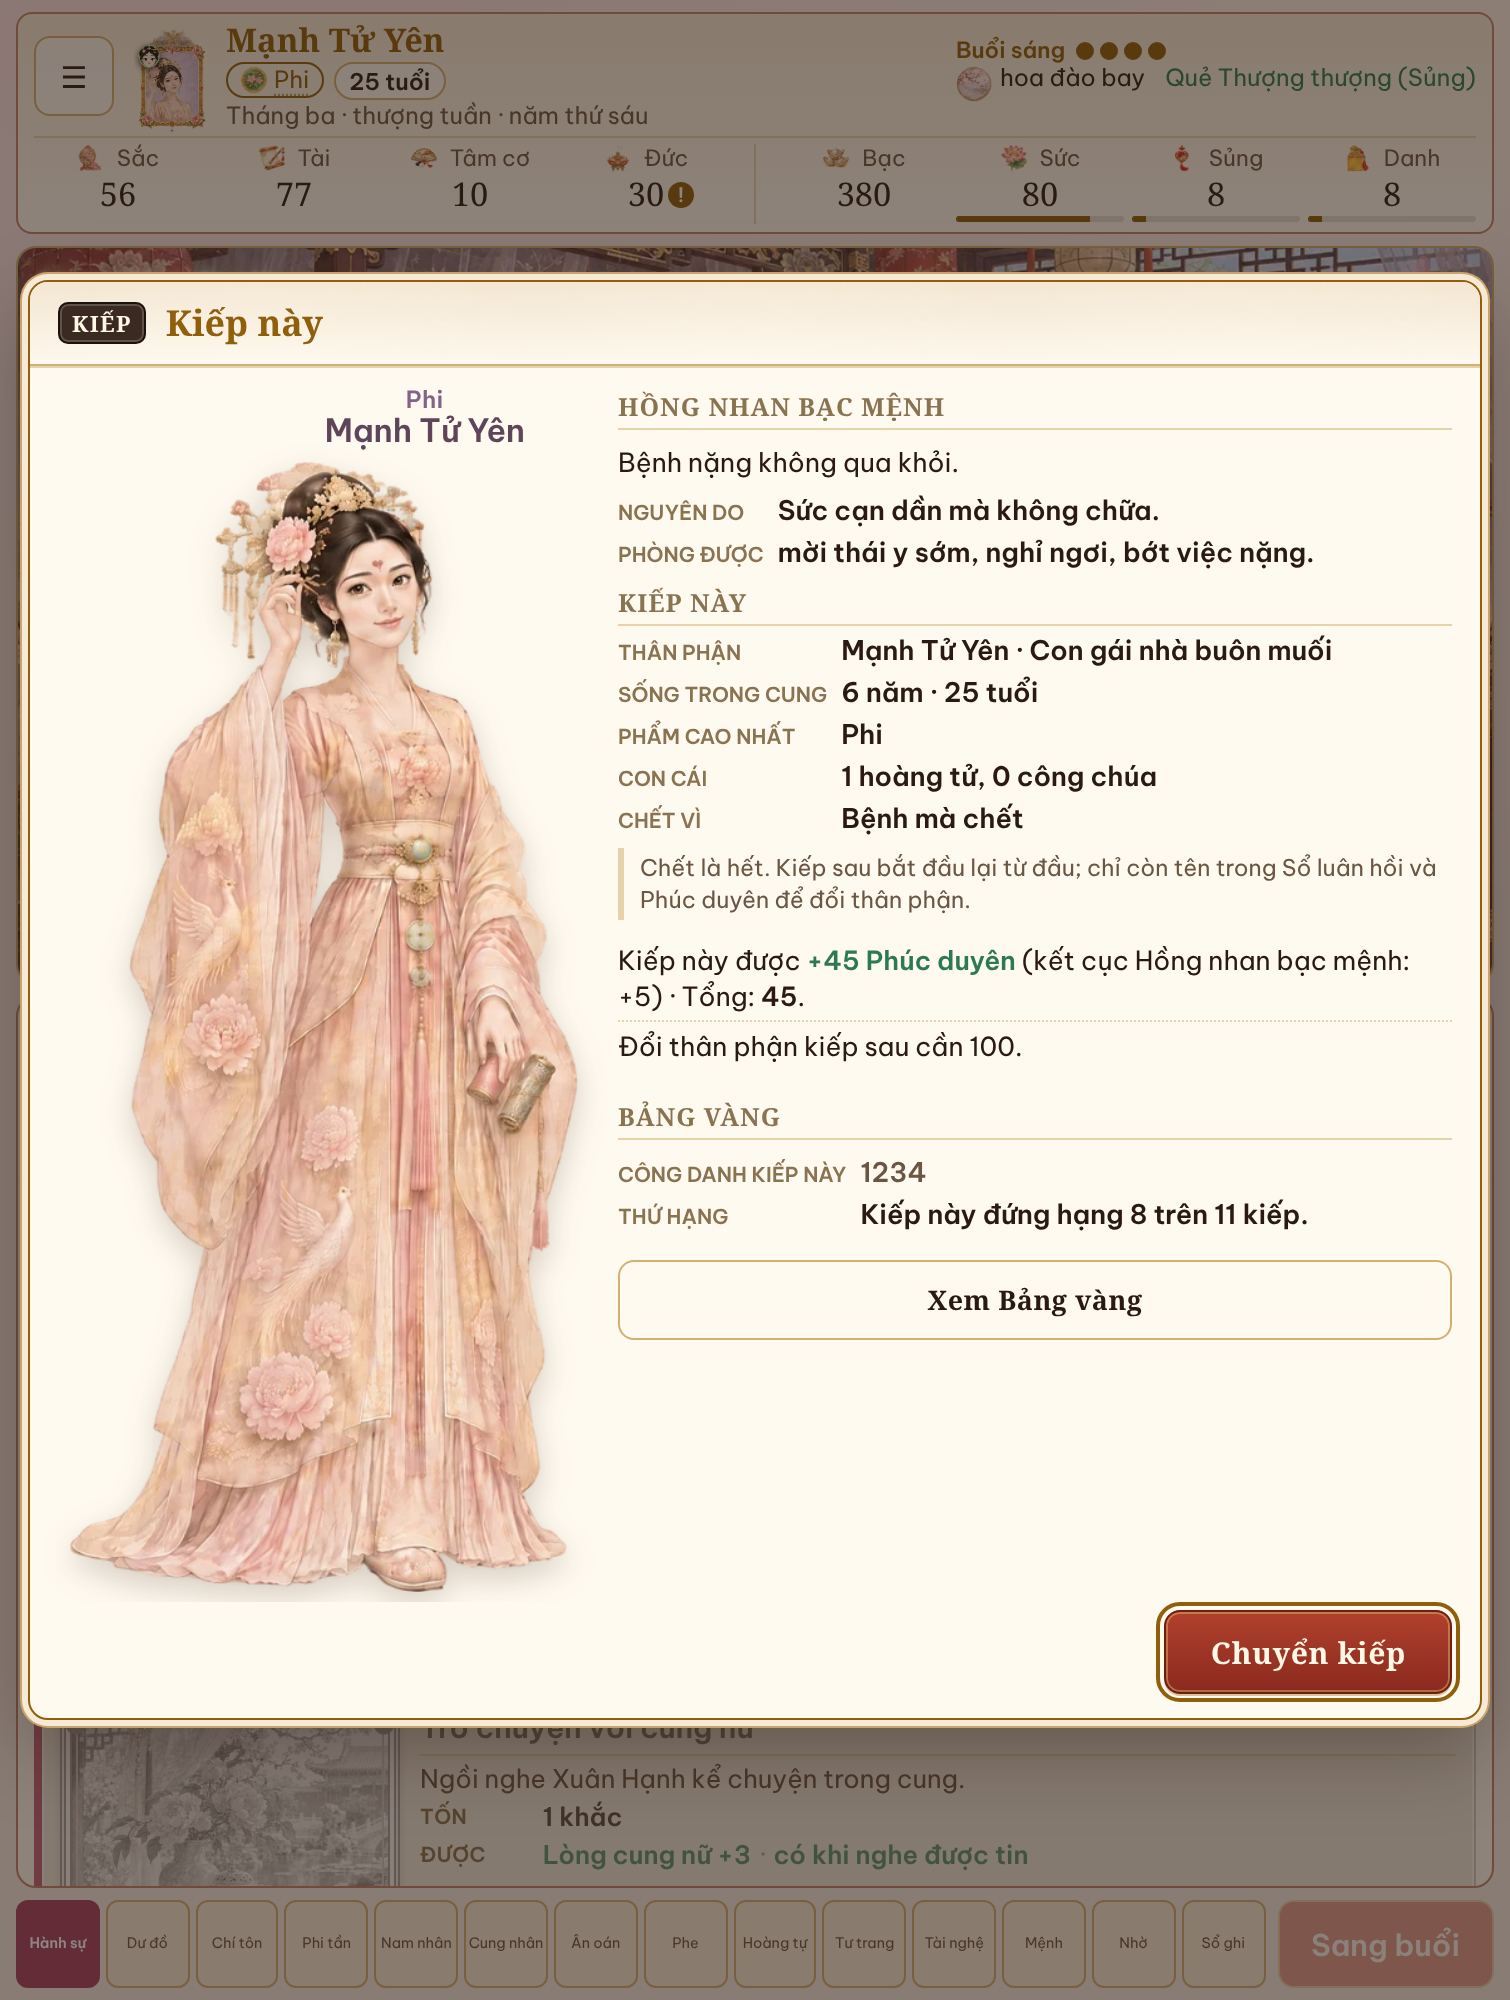 ☰
Mạnh Tử Yên
Phi
25 tuổi
Tháng ba · thượng tuần · năm thứ sáu
Buổi sáng
hoa đào bay
Quẻ Thượng thượng (Sủng)
Sắc
56
Tài
77
Tâm cơ
10
Đức
30 !
Bạc
380
Sức
80
Sủng
8
Danh
8
KIẾP
Kiếp này
Phi
Mạnh Tử Yên
HỒNG NHAN BẠC MỆNH
Bệnh nặng không qua khỏi.
NGUYÊN DO Sức cạn dần mà không chữa.
PHÒNG ĐƯỢC mời thái y sớm, nghỉ ngơi, bớt việc nặng.
KIẾP NÀY
THÂN PHẬN Mạnh Tử Yên · Con gái nhà buôn muối
SỐNG TRONG CUNG 6 năm · 25 tuổi
PHẨM CAO NHẤT Phi
CON CÁI 1 hoàng tử, 0 công chúa
CHẾT VÌ Bệnh mà chết
Chết là hết. Kiếp sau bắt đầu lại từ đầu; chỉ còn tên trong Sổ luân hồi và
Phúc duyên để đổi thân phận.
Kiếp này được +45 Phúc duyên (kết cục Hồng nhan bạc mệnh:
+5) · Tổng: 45.
Đổi thân phận kiếp sau cần 100.
BẢNG VÀNG
CÔNG DANH KIẾP NÀY 1234
THỨ HẠNG Kiếp này đứng hạng 8 trên 11 kiếp.
Xem Bảng vàng
Chuyển kiếp
Trò chuyện với cung nữ
Ngồi nghe Xuân Hạnh kể chuyện trong cung.
TỐN 1 khắc
ĐƯỢC Lòng cung nữ +3 · có khi nghe được tin
Hành sự
Dư đồ
Chí tôn
Phi tần
Nam nhân
Cung nhân
Ân oán
Phe
Hoàng tự
Tư trang
Tài nghệ
Mệnh
Nhờ
Sổ ghi
Sang buổi